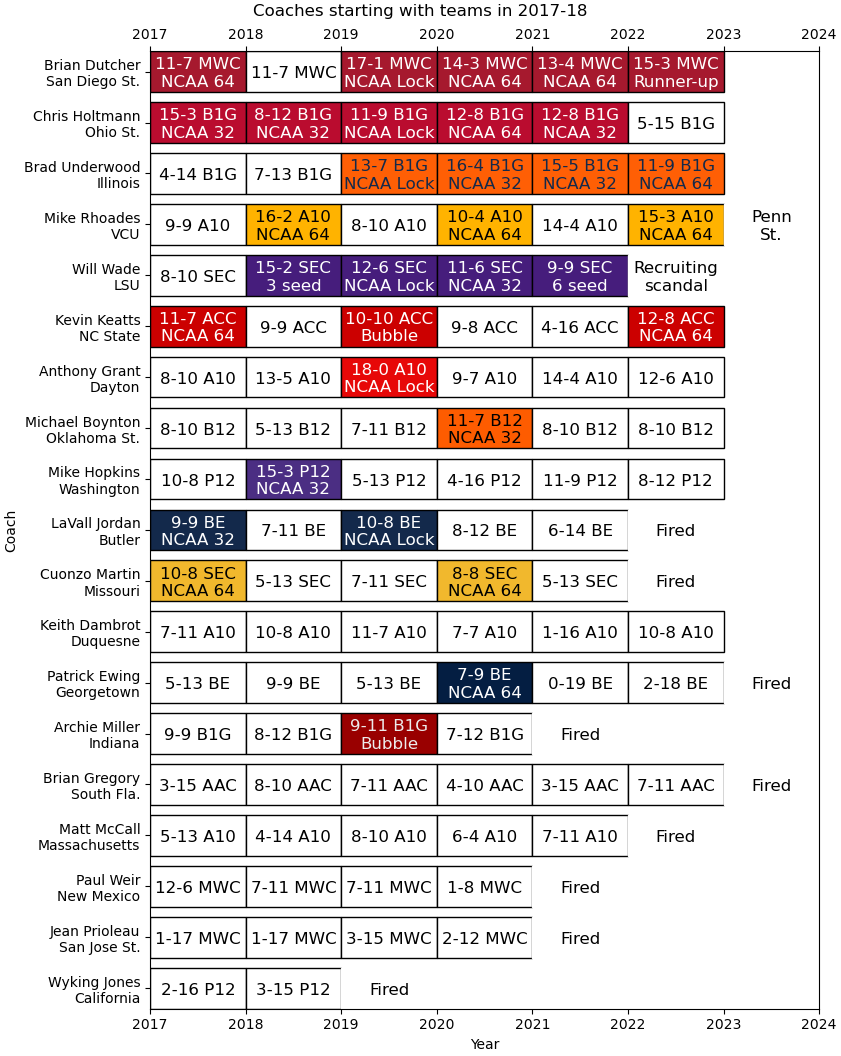 Coaches starting with teams in 2017-18
2017 2018 2019 2020 2021 2022 2023 2024
Brian Dutcher
San Diego St.
11-7 MWC
NCAA 64
11-7 MWC
17-1 MWC
NCAA Lock
14-3 MWC
NCAA 64
13-4 MWC
NCAA 64
15-3 MWC
Runner-up
Chris Holtmann
Ohio St.
15-3 B1G
NCAA 32
8-12 B1G
NCAA 32
11-9 B1G
NCAA Lock
12-8 B1G
NCAA 64
12-8 B1G
NCAA 32
5-15 B1G
Brad Underwood
Illinois
4-14 B1G
7-13 B1G
13-7 B1G
NCAA Lock
16-4 B1G
NCAA 32
15-5 B1G
NCAA 32
11-9 B1G
NCAA 64
Mike Rhoades
VCU
9-9 A10
16-2 A10
NCAA 64
8-10 A10
10-4 A10
NCAA 64
14-4 A10
15-3 A10
NCAA 64
Penn
St.
Will Wade
LSU
8-10 SEC
15-2 SEC
3 seed
12-6 SEC
NCAA Lock
11-6 SEC
NCAA 32
9-9 SEC
6 seed
Recruiting
scandal
Kevin Keatts
NC State
11-7 ACC
NCAA 64
9-9 ACC
10-10 ACC
Bubble
9-8 ACC
4-16 ACC
12-8 ACC
NCAA 64
Anthony Grant
Dayton
8-10 A10
13-5 A10
18-0 A10
NCAA Lock
9-7 A10
14-4 A10
12-6 A10
Michael Boynton
Oklahoma St.
8-10 B12
5-13 B12
7-11 B12
11-7 B12
NCAA 32
8-10 B12
8-10 B12
Mike Hopkins
Washington
10-8 P12
15-3 P12
NCAA 32
5-13 P12
4-16 P12
11-9 P12
8-12 P12
LaVall Jordan
Butler
9-9 BE
NCAA 32
7-11 BE
10-8 BE
NCAA Lock
8-12 BE
6-14 BE
Fired
Cuonzo Martin
Missouri
10-8 SEC
NCAA 64
5-13 SEC
7-11 SEC
8-8 SEC
NCAA 64
5-13 SEC
Fired
Keith Dambrot
Duquesne
7-11 A10
10-8 A10
11-7 A10
7-7 A10
1-16 A10
10-8 A10
Patrick Ewing
Georgetown
5-13 BE
9-9 BE
5-13 BE
7-9 BE
NCAA 64
0-19 BE
2-18 BE
Fired
Archie Miller
Indiana
9-9 B1G
8-12 B1G
9-11 B1G
Bubble
7-12 B1G
Fired
Brian Gregory
South Fla.
3-15 AAC
8-10 AAC
7-11 AAC
4-10 AAC
3-15 AAC
7-11 AAC
Fired
Matt McCall
Massachusetts
5-13 A10
4-14 A10
8-10 A10
6-4 A10
7-11 A10
Fired
Paul Weir
New Mexico
12-6 MWC
7-11 MWC
7-11 MWC
1-8 MWC
Fired
Jean Prioleau
San Jose St.
1-17 MWC
1-17 MWC
3-15 MWC
2-12 MWC
Fired
Wyking Jones
California
2-16 P12
3-15 P12
Fired
Coach
2017 2018 2019 2020 2021 2022 2023 2024
Year